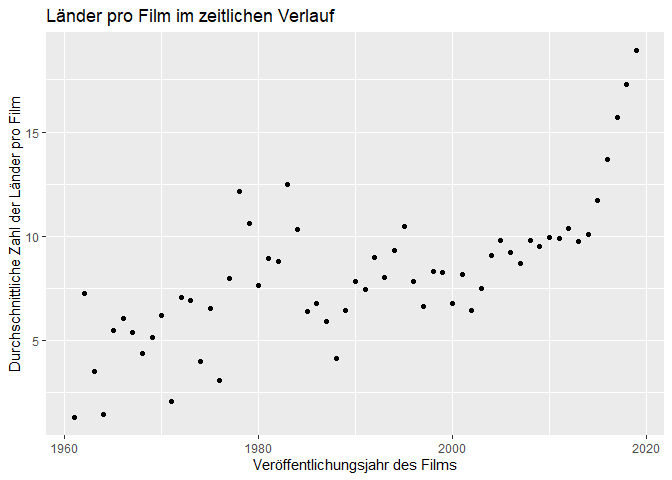 Länder pro Film im zeitlichen Verlauf
Durchschnittliche Zahl der Länder pro Film
15
10
5
1960
1980
2000
2020
Veröffentlichungsjahr des Films